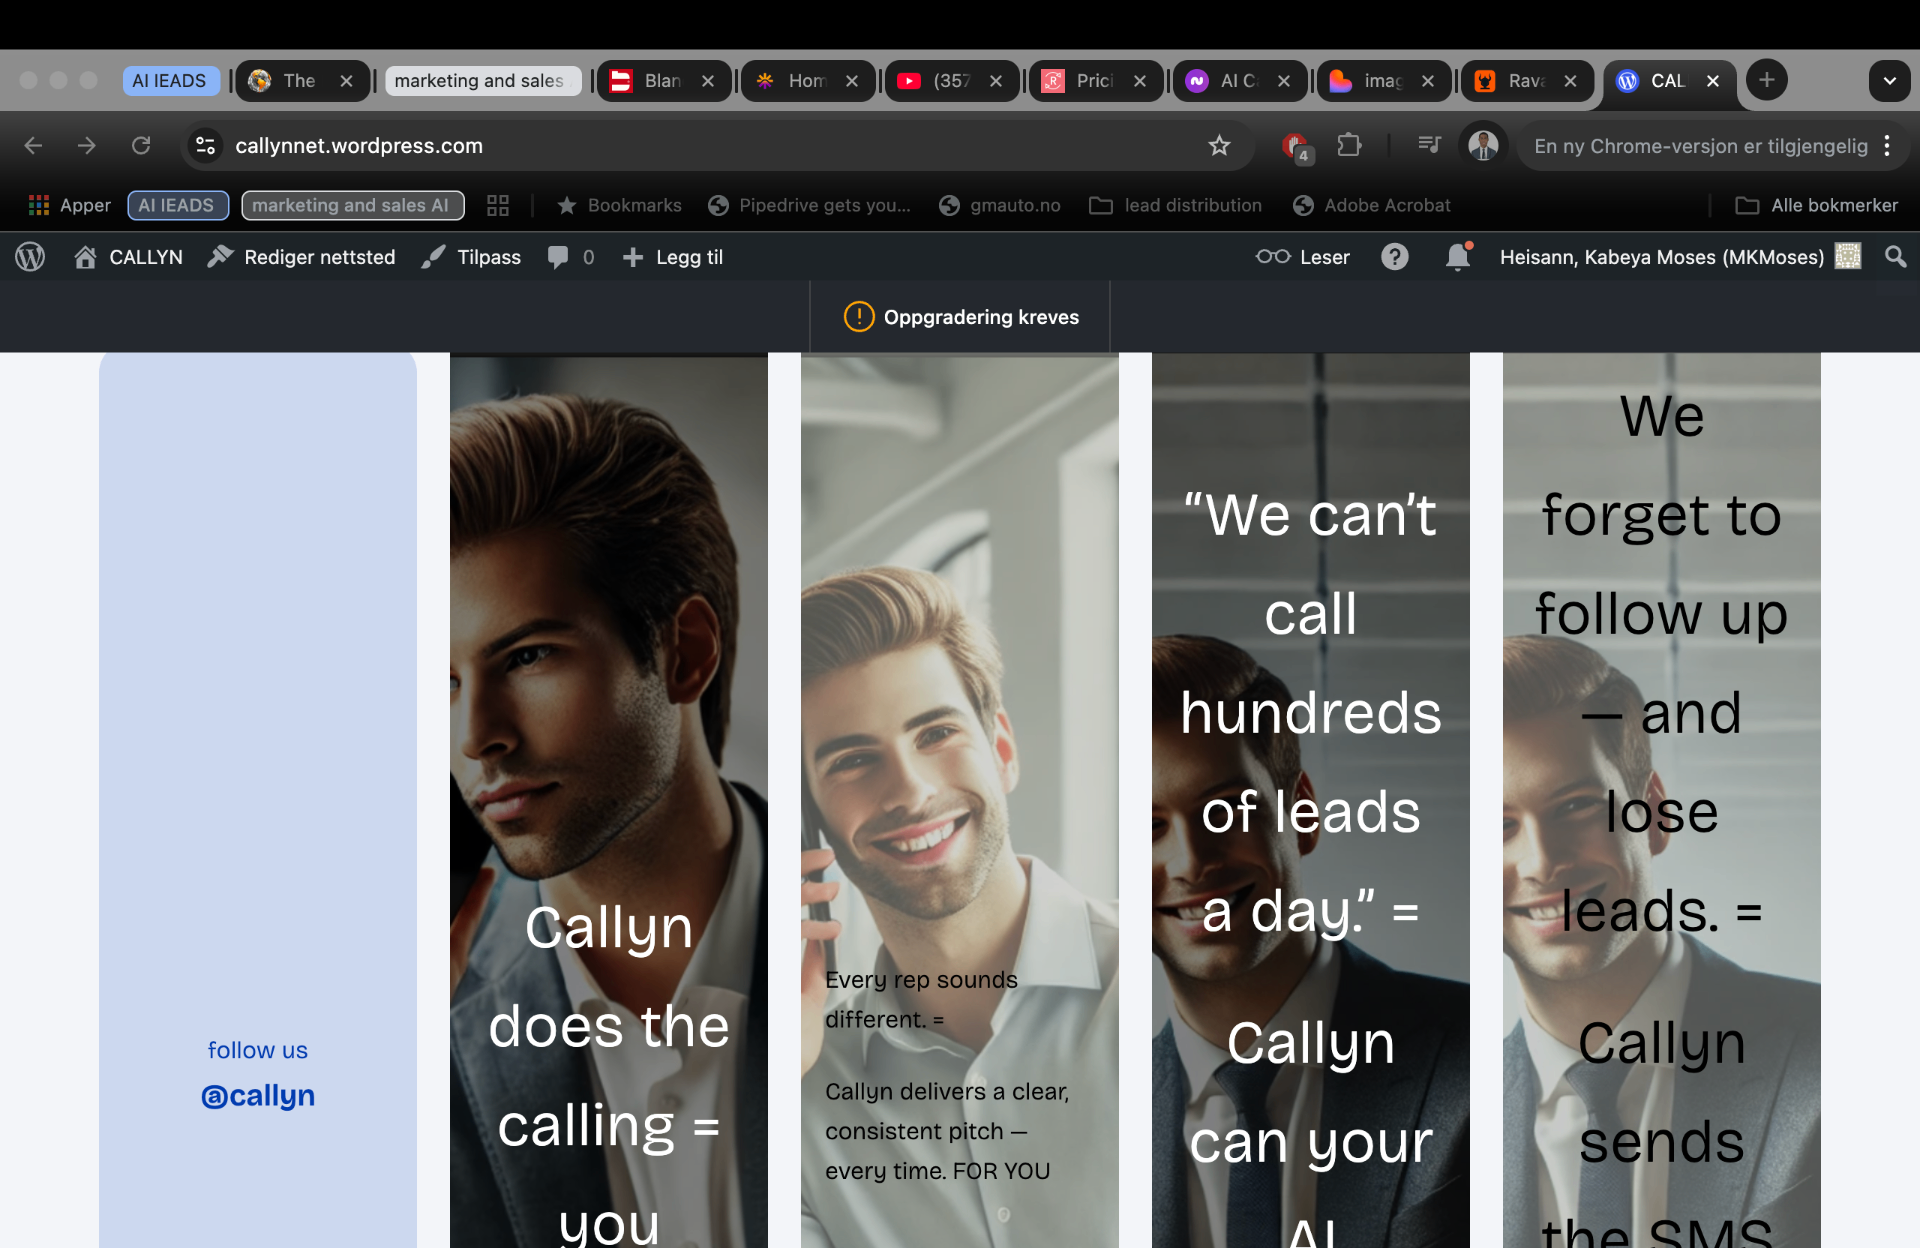 AI IEADS
The
marketing and sales
Blan
Hom
(357
Prici
AI C
imag
Rava
CAL
callynnet.wordpress.com
4
En ny Chrome-versjon er tilgjengelig
Apper
AI IEADS
marketing and sales AI
Bookmarks
Pipedrive gets you...
gmauto.no
lead distribution
Adobe Acrobat
Alle bokmerker
CALLYN
Rediger nettsted
Tilpass
0
Legg til
Leser
Heisann, Kabeya Moses (MKMoses)
Oppgradering kreves
follow us
@callyn
Callyn
does the
calling =
you
Every rep sounds
different. =
Callyn delivers a clear,
consistent pitch —
every time. FOR YOU
“We can’t
call
hundreds
of leads
a day.” =
Callyn
can your
AI
We
forget to
follow up
— and
lose
leads. =
Callyn
sends
the SMS